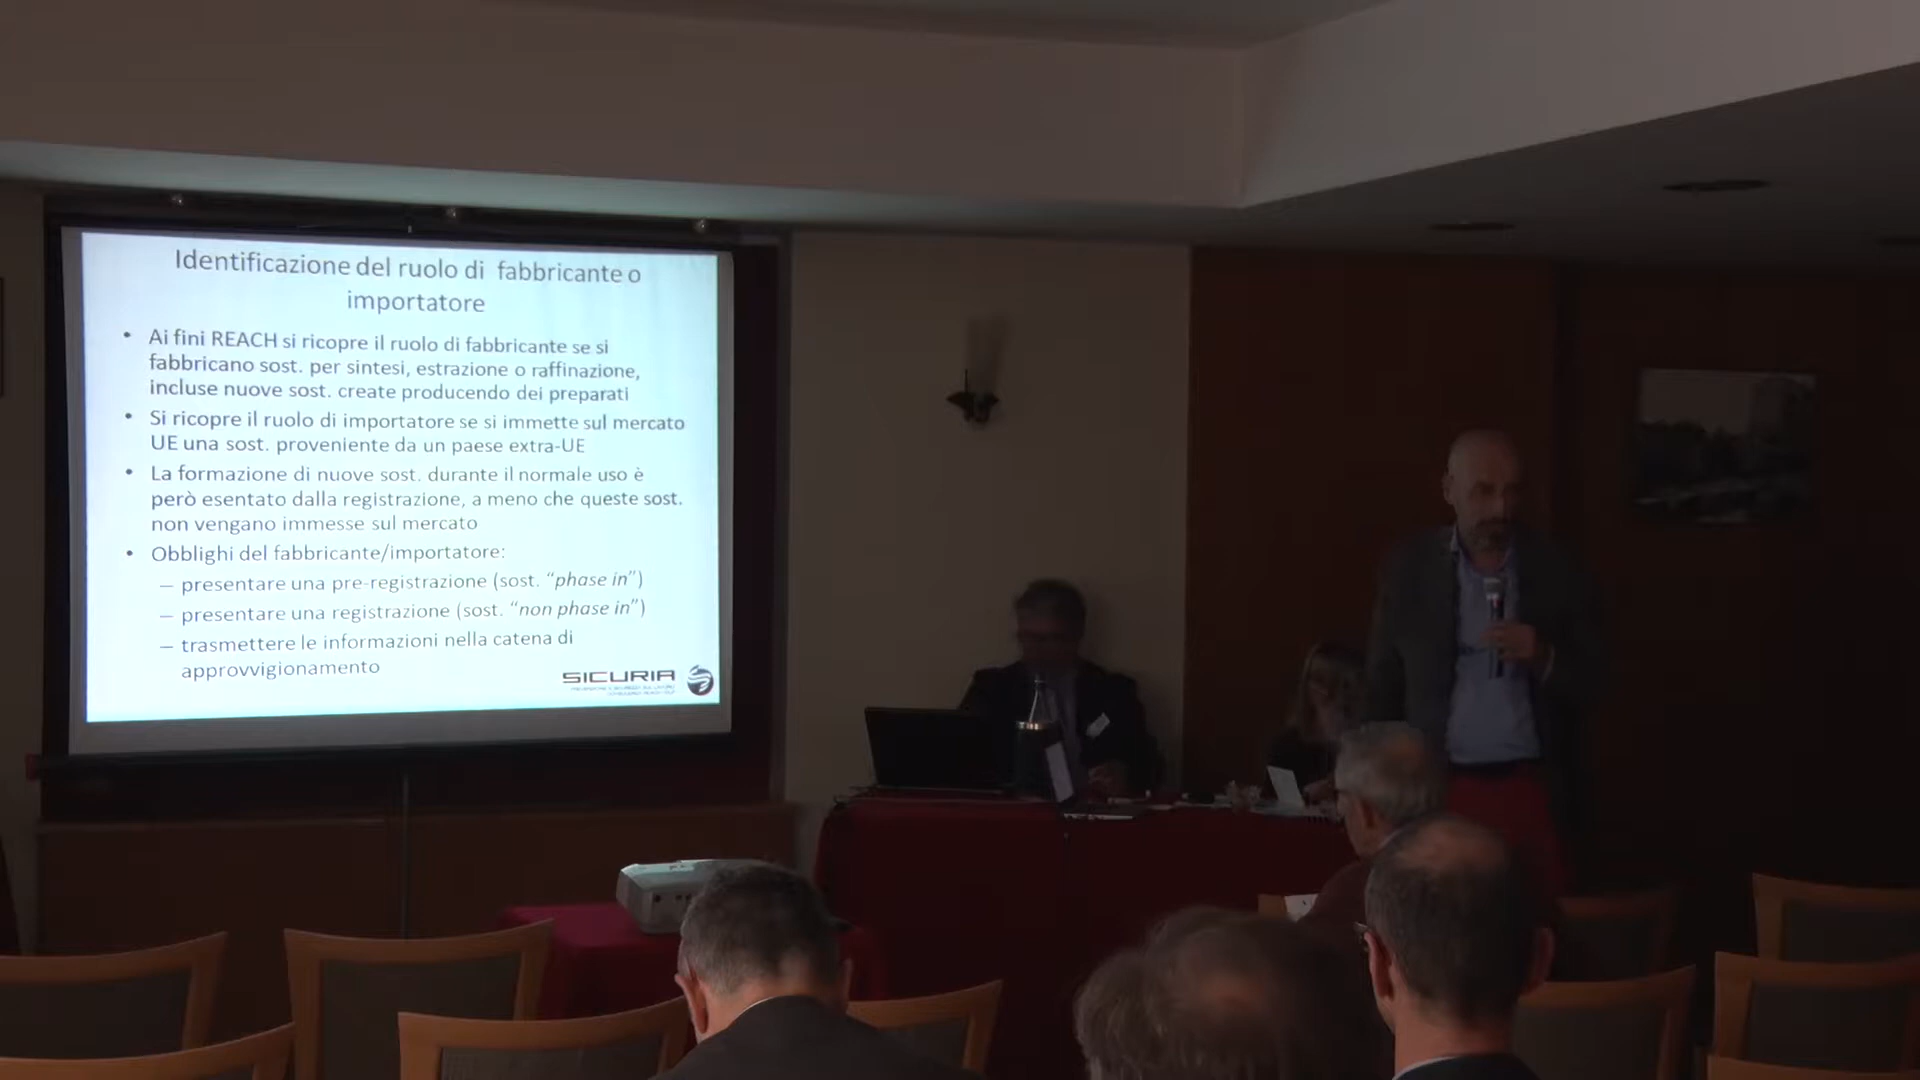 Identificazione del ruolo di fabbricante o
importatore
• Ai fini REACH si ricopre il ruolo di fabbricante se si
fabbricano sost. per sintesi, estrazione o raffinazione,
incluse nuove sost. create producendo dei preparati
• Si ricopre il ruolo di importatore se si immette sul mercato
UE una sost. proveniente da un paese extra-UE
• La formazione di nuove sost. durante il normale uso è
però esentato dalla registrazione, a meno che queste sost.
non vengano immesse sul mercato
• Obblighi del fabbricante/importatore:
– presentare una pre-registrazione (sost. “phase in”)
– presentare una registrazione (sost. “non phase in”)
– trasmettere le informazioni nella catena di
approvvigionamento
SICURIA